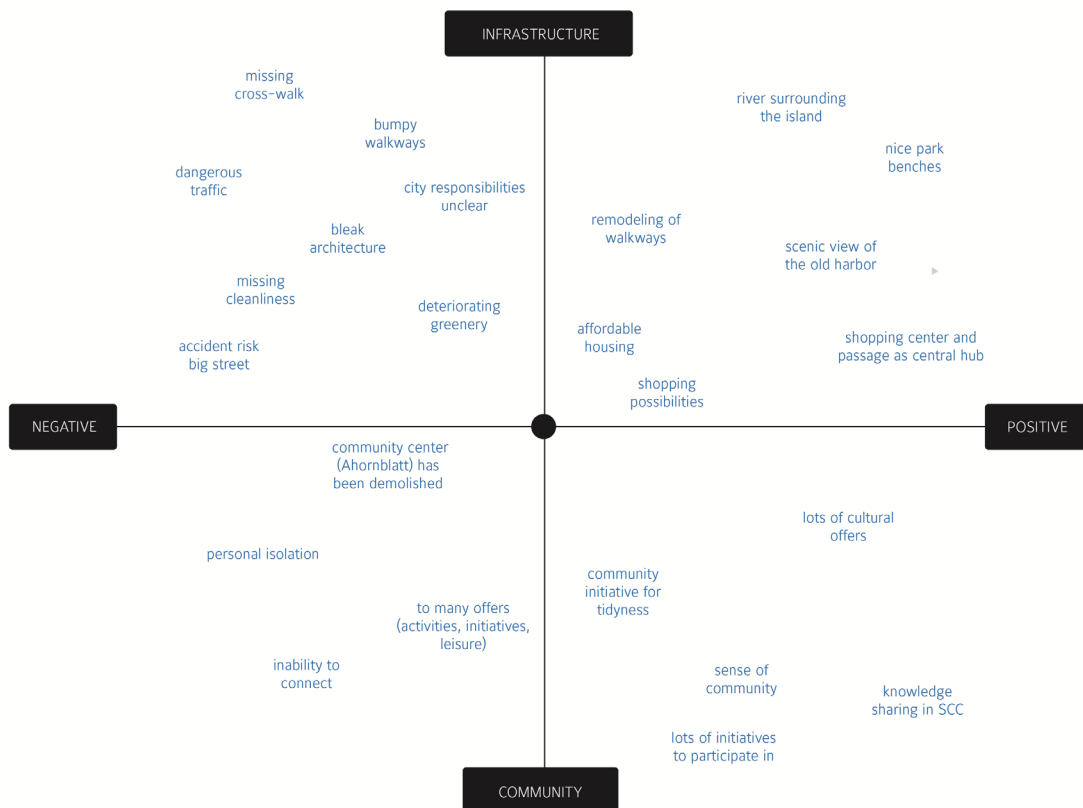 INFRASTRUCTURE
missing
cross-walk
bumpy
walkways
dangerous
traffic
city responsibilities
unclear
bleak
architecture
missing
cleanliness
deteriorating
greenery
accident risk
big street
river surrounding
the island
nice park
benches
remodeling of
walkways
scenic view of
the old harbor
affordable
housing
shopping center and
passage as central hub
shopping
possibilities
NEGATIVE
POSITIVE
community center
(Ahornblatt) has
been demolished
personal isolation
to many offers
(activities, initiatives,
leisure)
inability to
connect
lots of cultural
offers
community
initiative for
tidyness
sense of
community
knowledge
sharing in SCC
lots of initiatives
to participate in
COMMUNITY